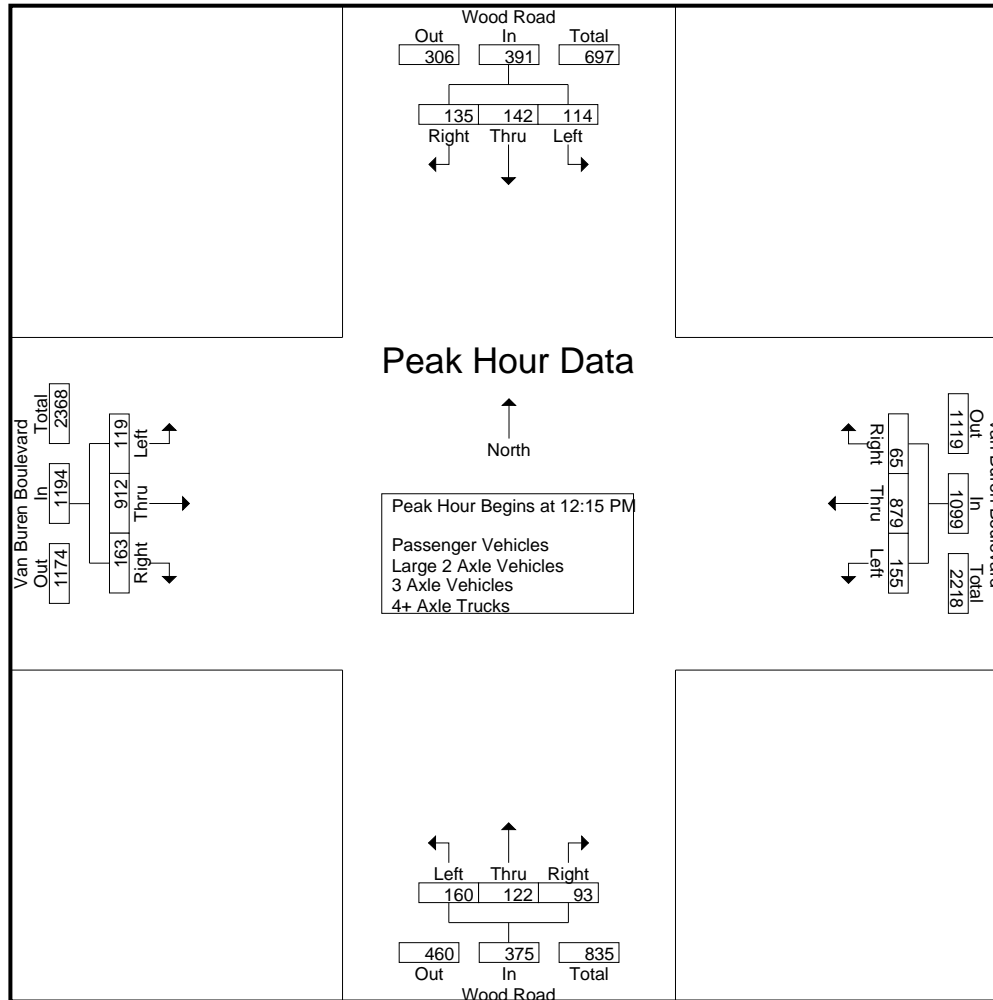 Wood Road
Out In Total
306 391 697
135 142 114
Right Thru Left
Peak Hour Data
North
Peak Hour Begins at 12:15 PM
Passenger Vehicles
Large 2 Axle Vehicles
3 Axle Vehicles
4+ Axle Trucks
Van Buren Boulevard
Out In Total
1174 1194 2368
Right Thru Left
163 912 119
Out In Total
1119 1099 2218
Right Thru Left
65 879 155
Left Thru Right
160 122 93
460 375 835
Out In Total
Wood Road